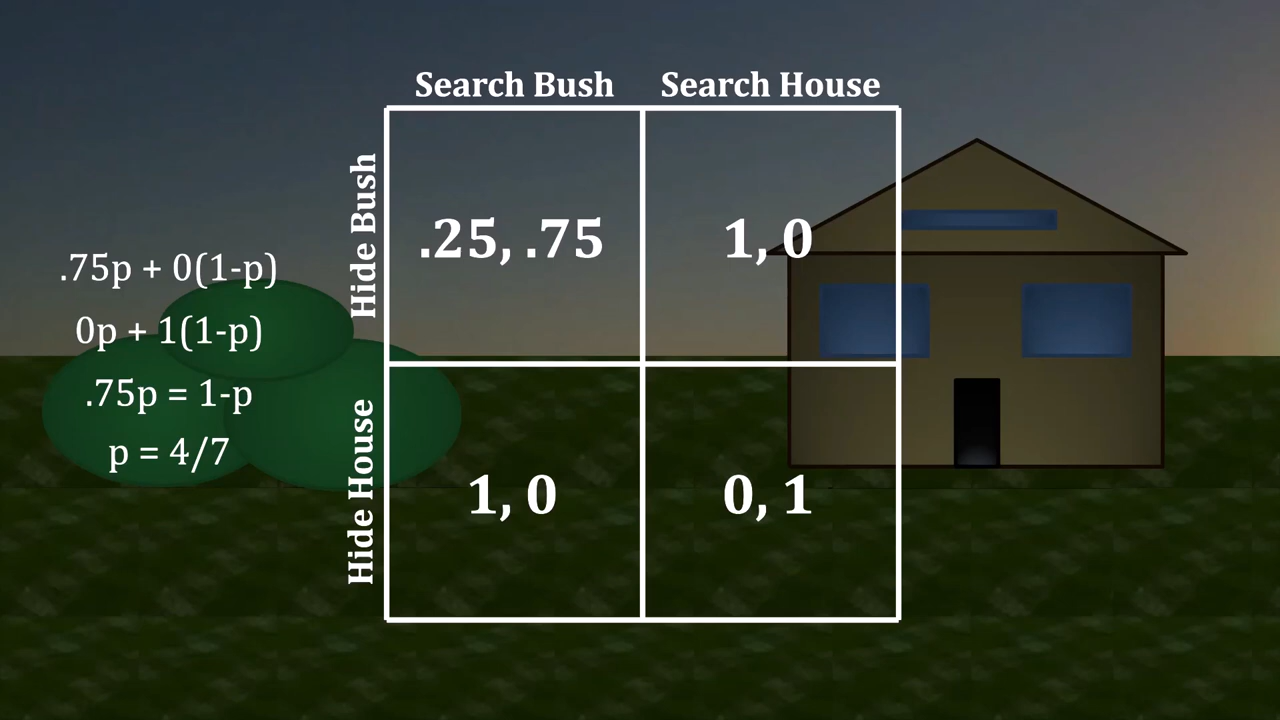 Search Bush
Search House
Hide Bush
.25, .75
1, 0
.75p + 0(1-p)
0p + 1(1-p)
.75p = 1-p
p = 4/7
Hide House
1, 0
0, 1